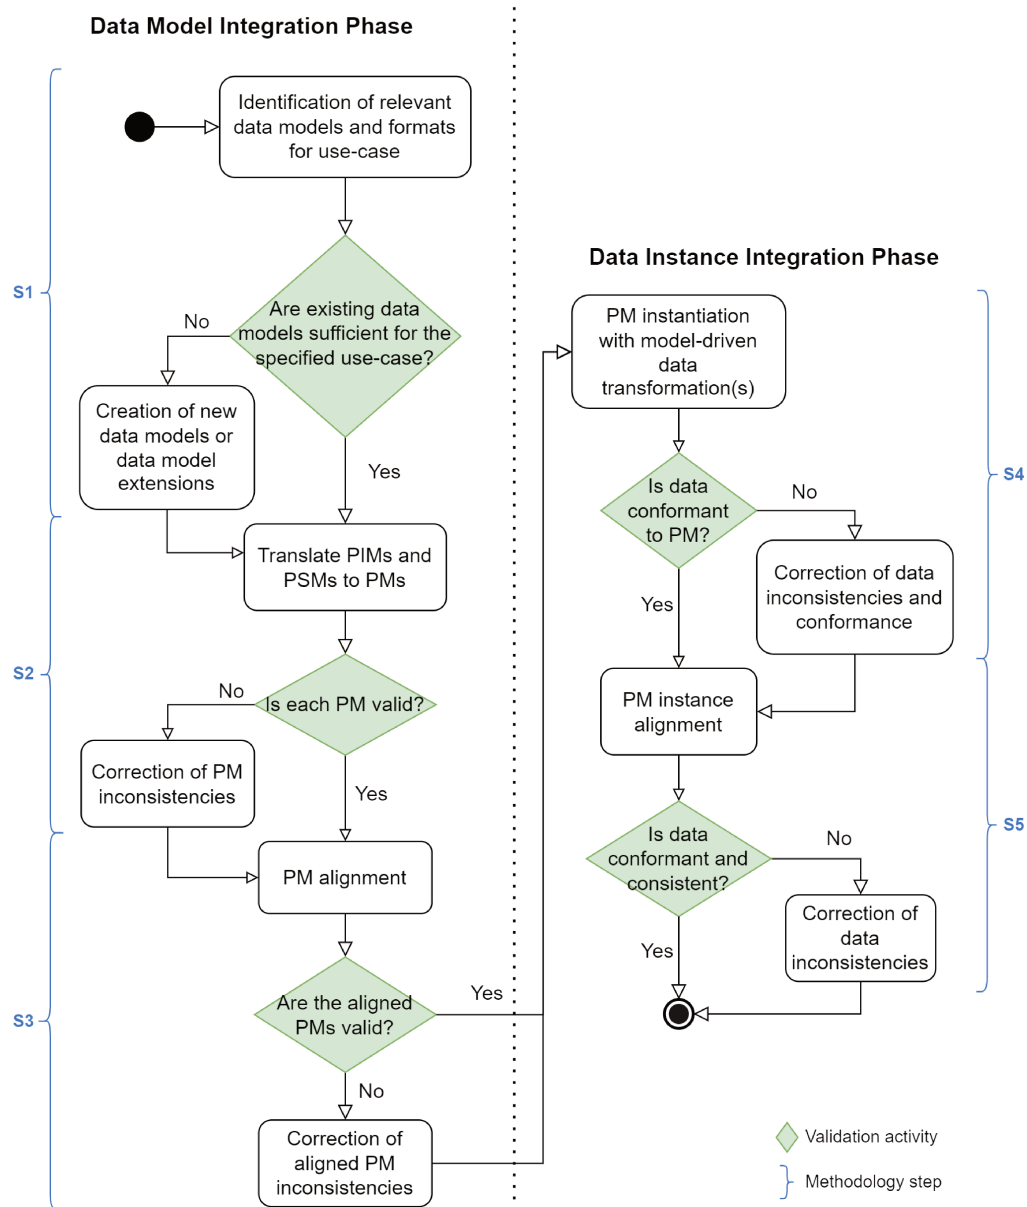 Data Model Integration Phase
Identification of relevant
data models and formats
for use-case
S1
Are existing data
models sufficient for the
specified use-case?
No
Yes
Creation of new
data models or
data model
extensions
Translate PIMs and
PSMs to PMs
S2
Is each PM valid?
No
Yes
Correction of PM
inconsistencies
PM alignment
S3
Are the aligned
PMs valid?
Yes
No
Correction of
aligned PM
inconsistencies
Data Instance Integration Phase
PM instantiation
with model-driven
data
transformation(s)
S4
Is data
conformant
to PM?
No
Yes
Correction of data
inconsistencies and
conformance
PM instance
alignment
S5
Is data
conformant and
consistent?
No
Yes
Correction of
data
inconsistencies
Validation activity
Methodology step